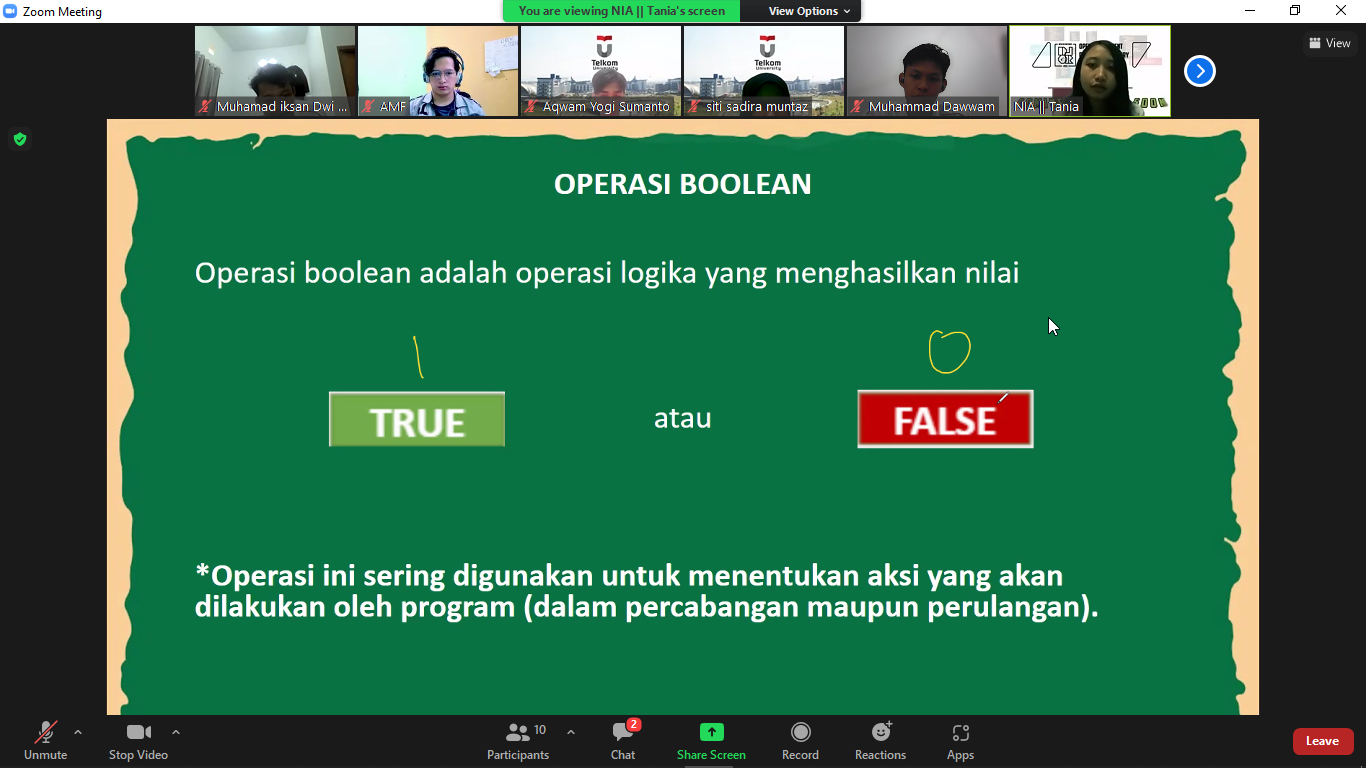 Zoom Meeting
You are viewing NIA || Tania's screen
View Options
View
Telkom
University
Telkom
University
Muhamad iksan Dwi ...
AMF
Aqwam Yogi Sumanto
siti sadira muntaz
Muhammad Dawwam
NIA || Tania
OPERASI BOOLEAN
Operasi boolean adalah operasi logika yang menghasilkan nilai
1
0
TRUE
atau
FALSE
*Operasi ini sering digunakan untuk menentukan aksi yang akan
dilakukan oleh program (dalam percabangan maupun perulangan).
10
2
Unmute
Stop Video
Participants
Chat
Share Screen
Record
Reactions
Apps
Leave